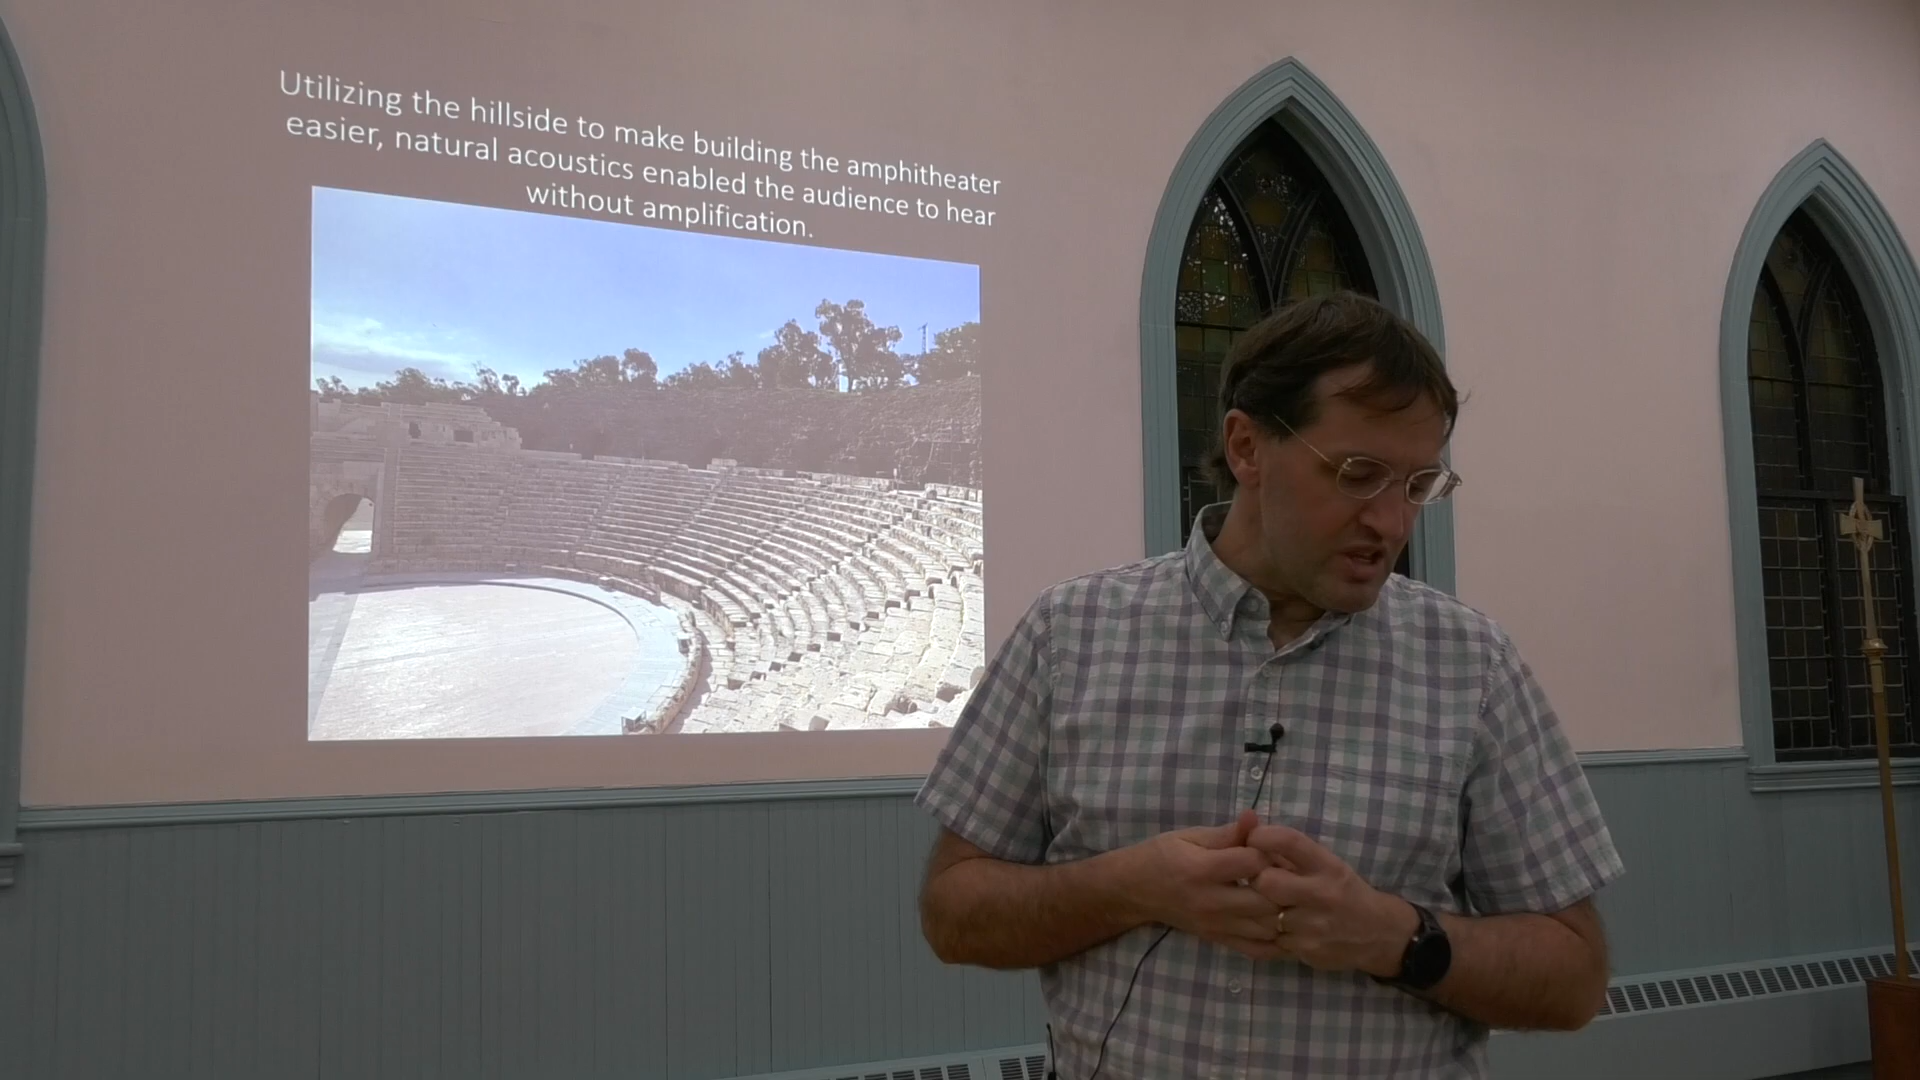 Utilizing the hillside to make building the amphitheater
easier, natural acoustics enabled the audience to hear
without amplification.